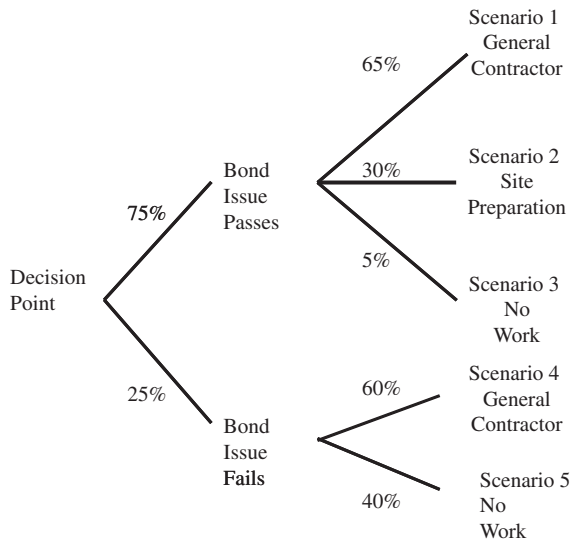 Decision
Point
75%
25%
Bond
Issue
Passes
Bond
Issue
Fails
65%
30%
5%
60%
40%
Scenario 1
General
Contractor
Scenario 2
Site
Preparation
Scenario 3
No
Work
Scenario 4
General
Contractor
Scenario 5
No
Work